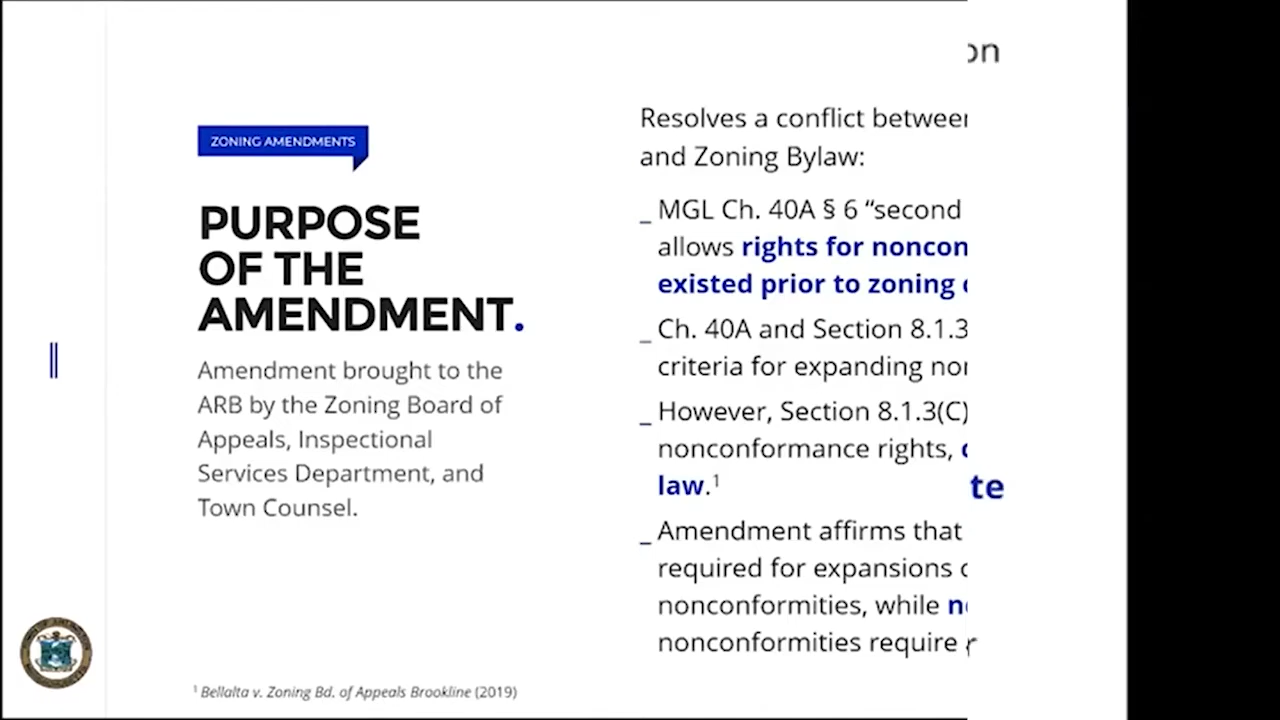 ZONING AMENDMENTS
PURPOSE
OF THE
AMENDMENT.
Amendment brought to the
ARB by the Zoning Board of
Appeals, Inspectional
Services Department, and
Town Counsel.
on
Resolves a conflict between
and Zoning Bylaw:
_ MGL Ch. 40A § 6 “second
allows rights for noncon
existed prior to zoning
_ Ch. 40A and Section 8.1.3
criteria for expanding non
_ However, Section 8.1.3(C)
nonconformance rights,
law.¹
te
_ Amendment affirms that
required for expansions
nonconformities, while
nonconformities require
¹ Bellalta v. Zoning Bd. of Appeals Brookline (2019)